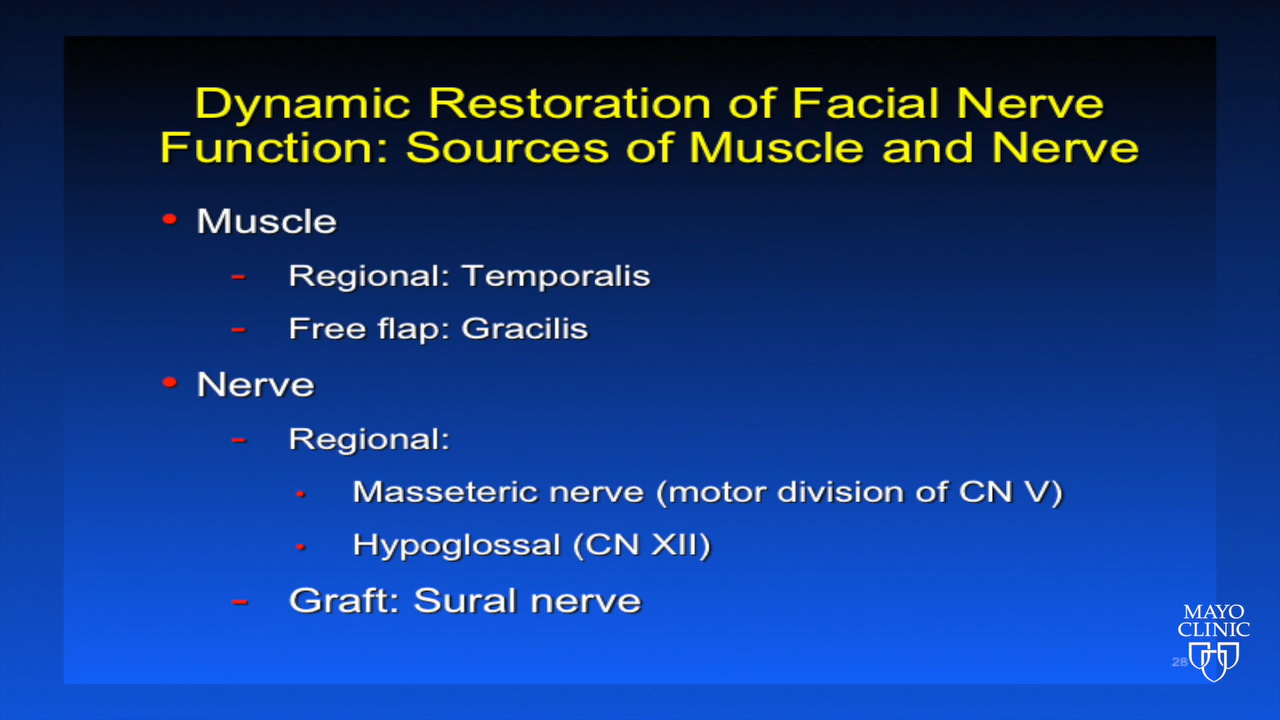 Dynamic Restoration of Facial Nerve
Function: Sources of Muscle and Nerve
• Muscle
- Regional: Temporalis
- Free flap: Gracilis
• Nerve
- Regional:
• Masseteric nerve (motor division of CN V)
• Hypoglossal (CN XII)
- Graft: Sural nerve
MAYO
CLINIC
28